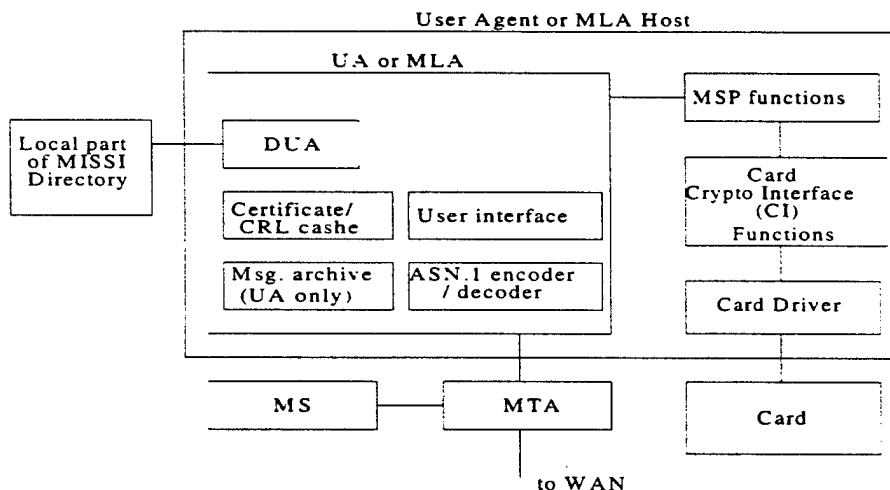 User Agent or MLA Host
UA or MLA
MSP functions
Local part
of MISSI
Directory
DUA
Card
Crypto Interface
(CI)
Functions
Certificate/
CRL cashe
User interface
Msg. archive
(UA only)
ASN.1 encoder
/ decoder
Card Driver
MS
MTA
Card
to WAN